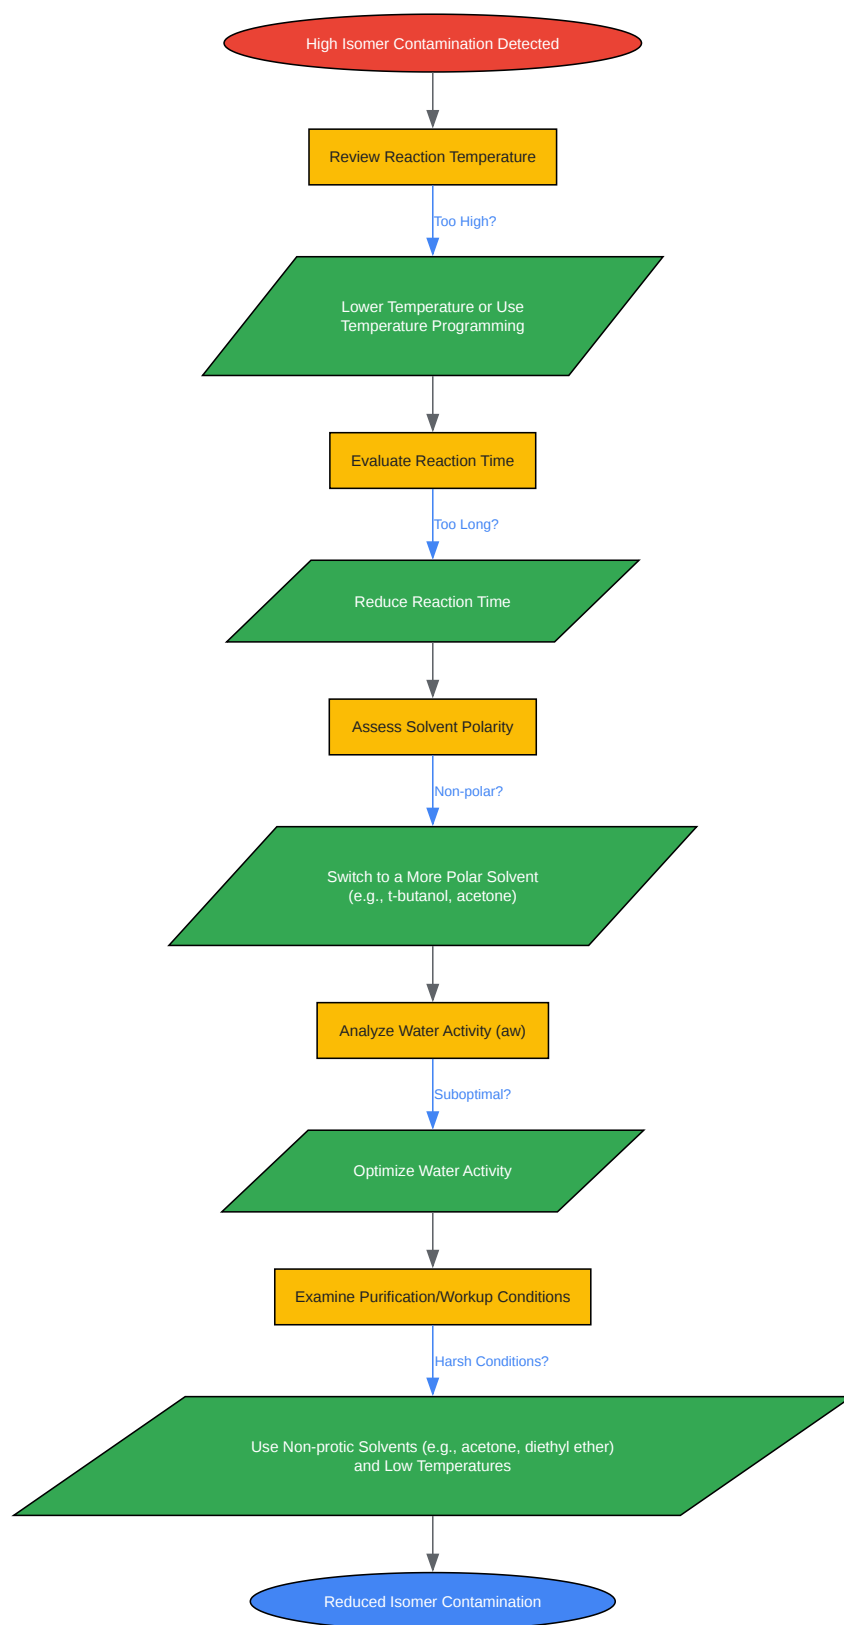 High Isomer Contamination Detected
Review Reaction Temperature
Too High?
Lower Temperature or Use
Temperature Programming
Evaluate Reaction Time
Too Long?
Reduce Reaction Time
Assess Solvent Polarity
Non-polar?
Switch to a More Polar Solvent
(e.g., t-butanol, acetone)
Analyze Water Activity (aw)
Suboptimal?
Optimize Water Activity
Examine Purification/Workup Conditions
Harsh Conditions?
Use Non-protic Solvents (e.g., acetone, diethyl ether)
and Low Temperatures
Reduced Isomer Contamination